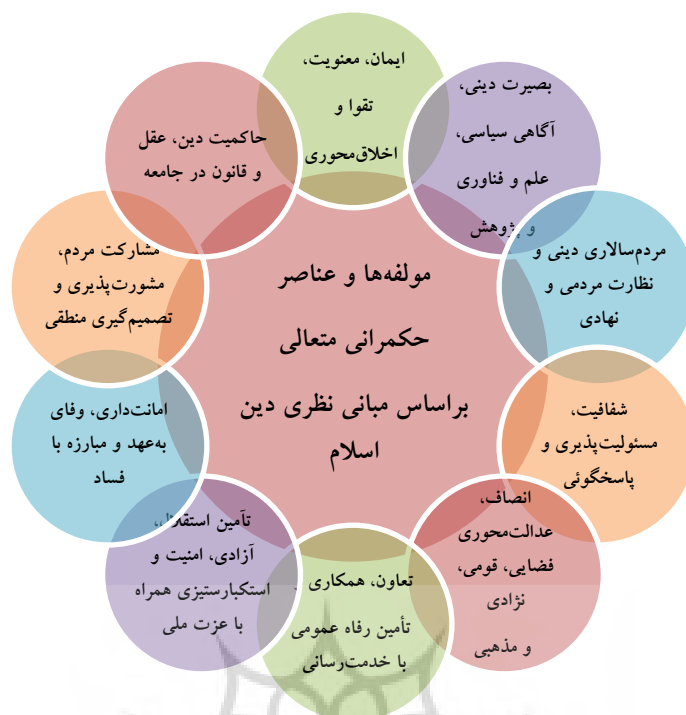 مولفه‌ها و عناصر
حکمرانی متعالی
براساس مبانی نظری دین
اسلام
ایمان، معنویت،
تقوا و
اخلاق‌محوری
بصیرت دینی،
آگاهی سیاسی،
علم و فناوری
و پژوهش
مردم‌سالاری دینی و
نظارت مردمی و
نهادی
شفافیت،
مسئولیت‌پذیری و
پاسخگوئی
انصاف،
عدالت‌محوری
فضایی، قومی،
نژادی
و مذهبی
تعاون، همکاری و
تأمین رفاه عمومی
با خدمت‌رسانی
تأمین استقلال،
آزادی، امنیت و
استکبارستیزی همراه
با عزت ملی
امانت‌داری، وفای
به‌عهد و مبارزه با
فساد
مشارکت مردم،
مشورت‌پذیری و
تصمیم‌گیری منطقی
حاکمیت دین، عقل
و قانون در جامعه